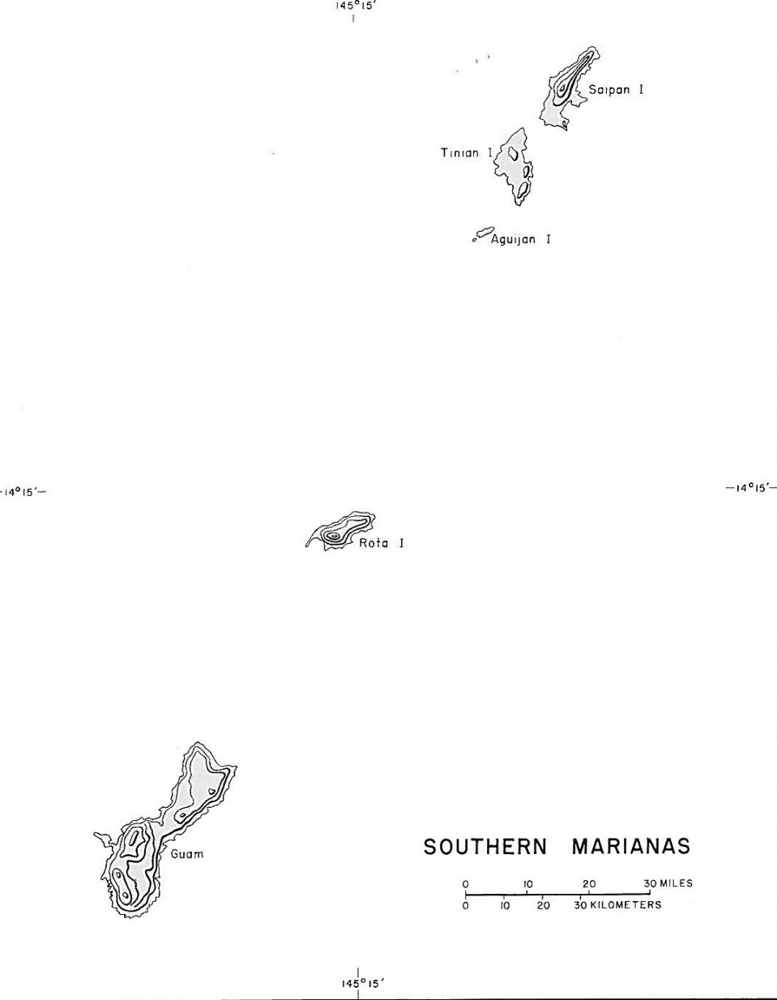 145°15'
Saipan I
Tinian I
Aguijan I
-14°15'-
-14°15'-
Rota I
Guam
SOUTHERN MARIANAS
0 10 20 30 MILES
0 10 20 30 KILOMETERS
145°15'